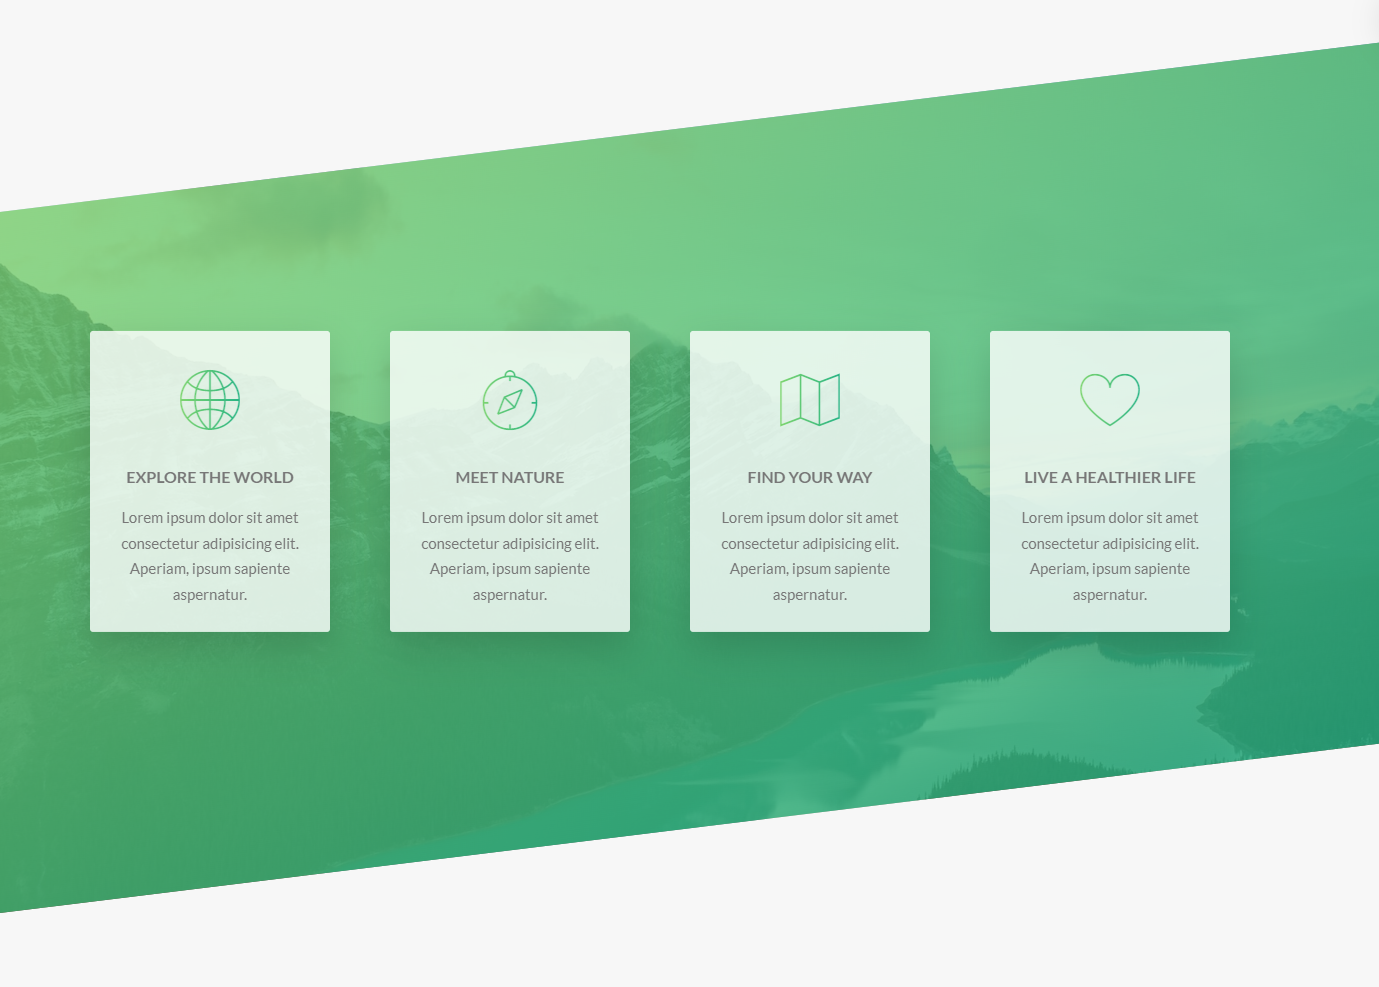 EXPLORE THE WORLD
Lorem ipsum dolor sit amet
consectetur adipisicing elit.
Aperiam, ipsum sapiente
aspernatur.
MEET NATURE
Lorem ipsum dolor sit amet
consectetur adipisicing elit.
Aperiam, ipsum sapiente
aspernatur.
FIND YOUR WAY
Lorem ipsum dolor sit amet
consectetur adipisicing elit.
Aperiam, ipsum sapiente
aspernatur.
LIVE A HEALTHIER LIFE
Lorem ipsum dolor sit amet
consectetur adipisicing elit.
Aperiam, ipsum sapiente
aspernatur.